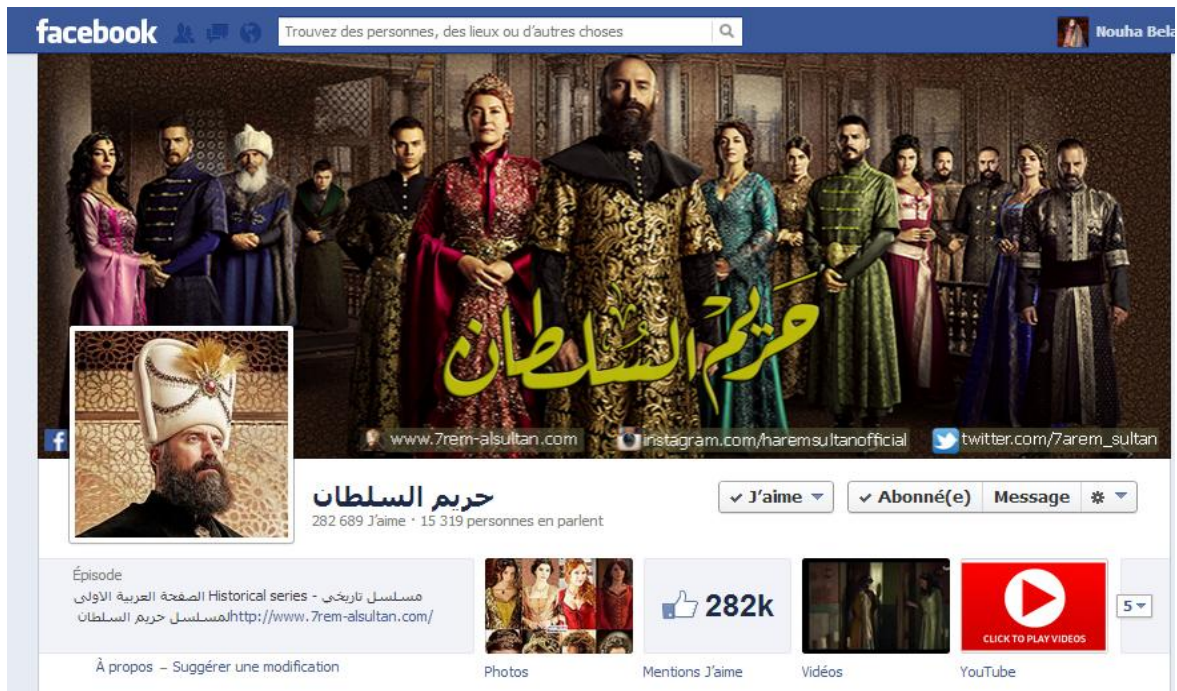 facebook
Trouvez des personnes, des lieux ou d'autres choses
Nouha Bela
حريم السلطان
www.7rem-alsultan.com
instagram.com/haremsultanofficial
twitter.com/7arem_sultan
حريم السلطان
282 689 J'aime · 15 319 personnes en parlent
J'aime
Abonné(e)
Message
Épisode
مسلسل تاريخي - Historical series الصفحة العربية الاولى
لمسلسل حريم السلطان http://www.7rem-alsultan.com/
À propos – Suggérer une modification
282k
CLICK TO PLAY VIDEOS
5
Photos
Mentions J'aime
Vidéos
YouTube